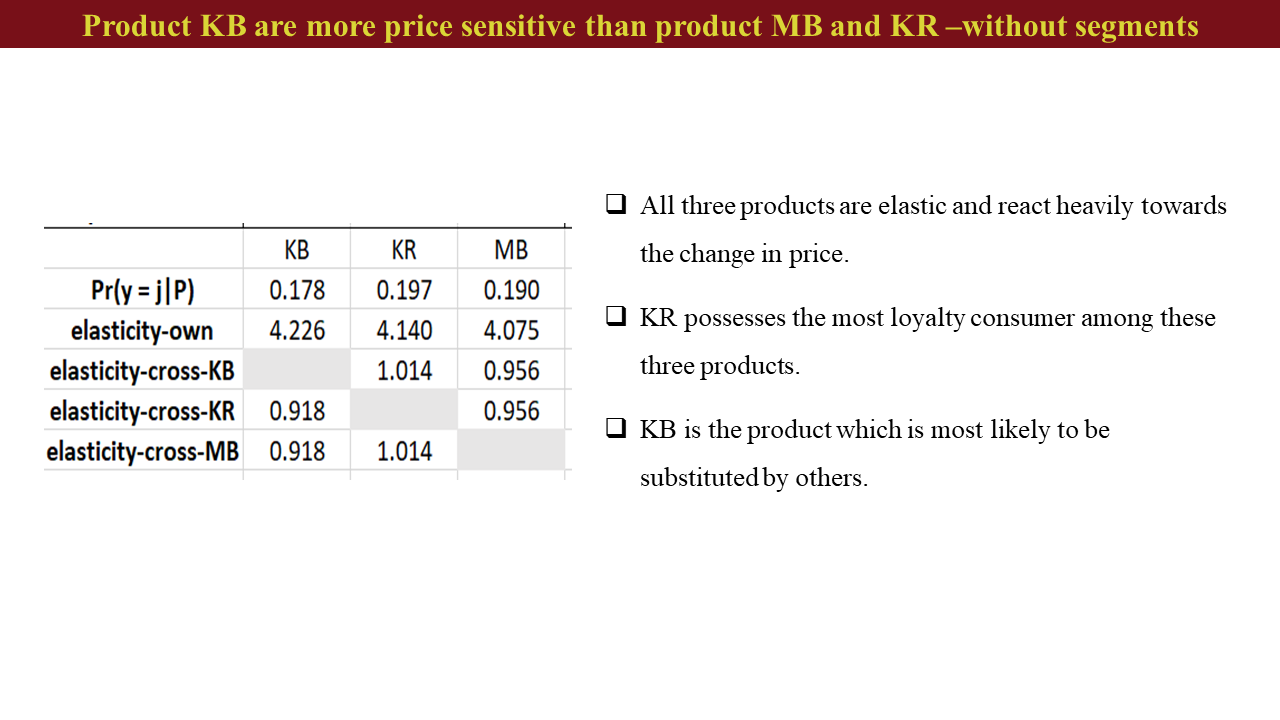 Product KB are more price sensitive than product MB and KR –without segments
KB KR MB
Pr(y = j|P) 0.178 0.197 0.190
elasticity-own 4.226 4.140 4.075
elasticity-cross-KB 1.014 0.956
elasticity-cross-KR 0.918 0.956
elasticity-cross-MB 0.918 1.014
❑ All three products are elastic and react heavily towards
the change in price.
❑ KR possesses the most loyalty consumer among these
three products.
❑ KB is the product which is most likely to be
substituted by others.